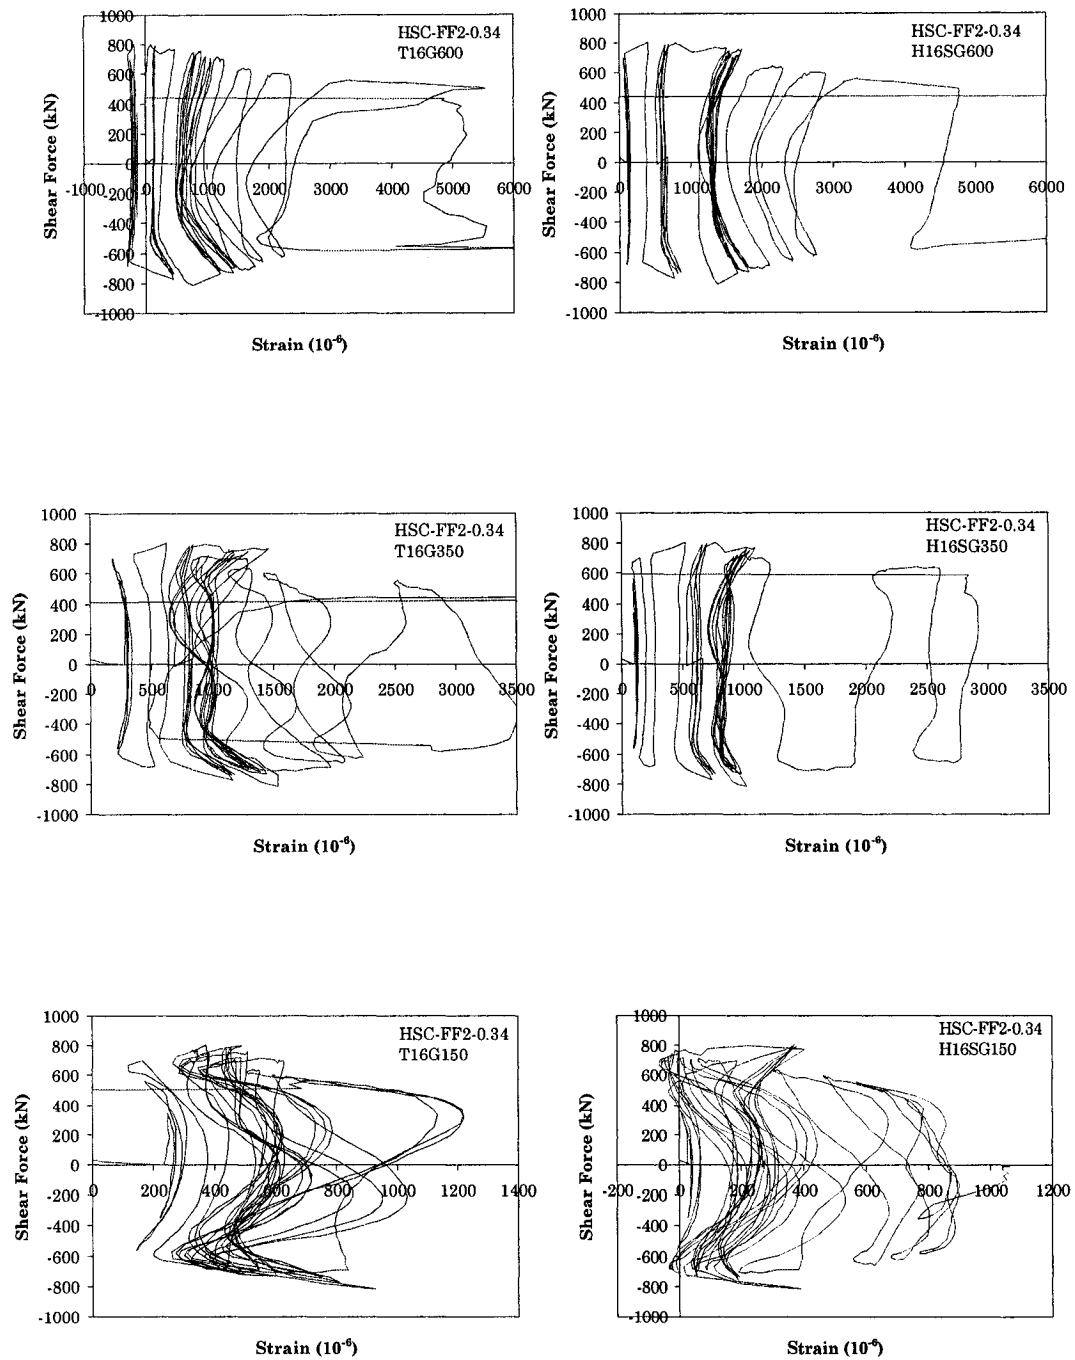 HSC-FF2-0.34
T16G600
Shear Force (kN)
1000
800
600
400
200
0
-200
-400
-600
-800
-1000
-1000 0 1000 2000 3000 4000 5000 6000
Strain (10⁻⁶)
HSC-FF2-0.34
H16SG600
Shear Force (kN)
1000
800
600
400
200
0
-200
-400
-600
-800
-1000
0 1000 2000 3000 4000 5000 6000
Strain (10⁻⁶)
HSC-FF2-0.34
T16G350
Shear Force (kN)
1000
800
600
400
200
0
-200
-400
-600
-800
-1000
0 500 1000 1500 2000 2500 3000 3500
Strain (10⁻⁶)
HSC-FF2-0.34
H16SG350
Shear Force (kN)
1000
800
600
400
200
0
-200
-400
-600
-800
-1000
0 500 1000 1500 2000 2500 3000 3500
Strain (10⁻⁶)
HSC-FF2-0.34
T16G150
Shear Force (kN)
1000
800
600
400
200
0
-200
-400
-600
-800
-1000
0 200 400 600 800 1000 1200 1400
Strain (10⁻⁶)
HSC-FF2-0.34
H16SG150
Shear Force (kN)
1000
800
600
400
200
0
-200
-400
-600
-800
-1000
-200 0 200 400 600 800 1000 1200
Strain (10⁻⁶)